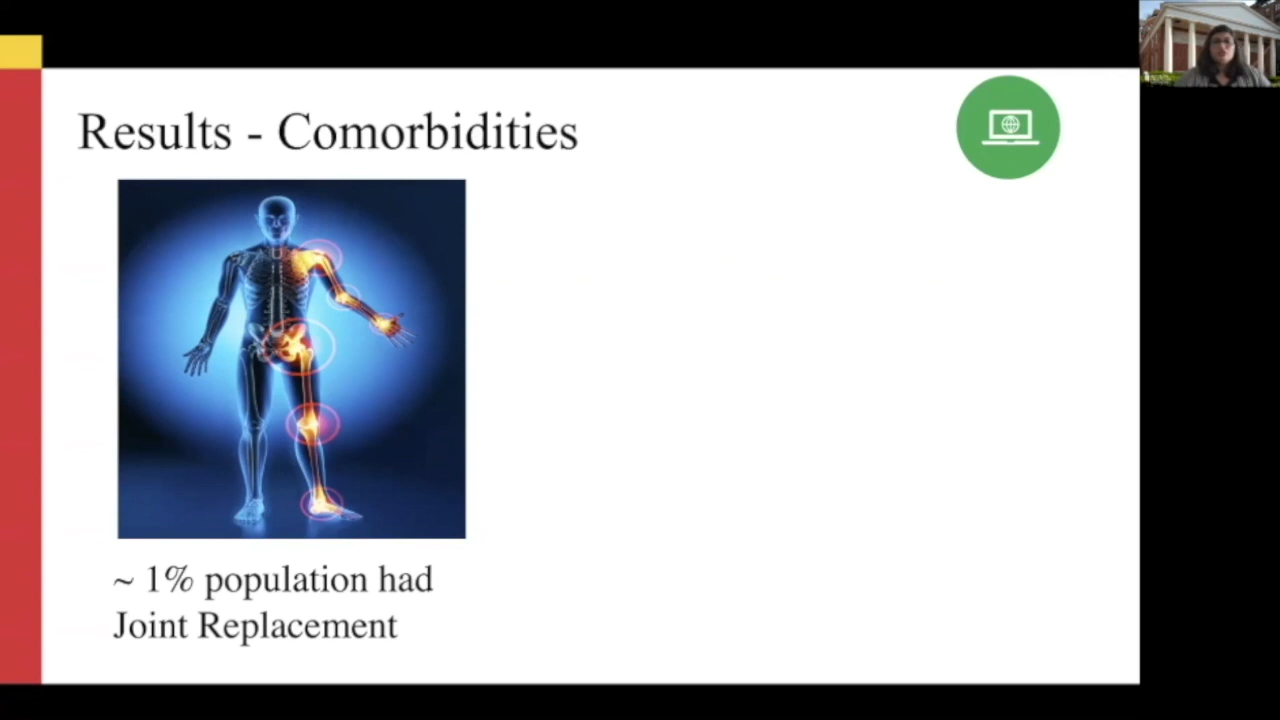 Results - Comorbidities
~ 1% population had
Joint Replacement